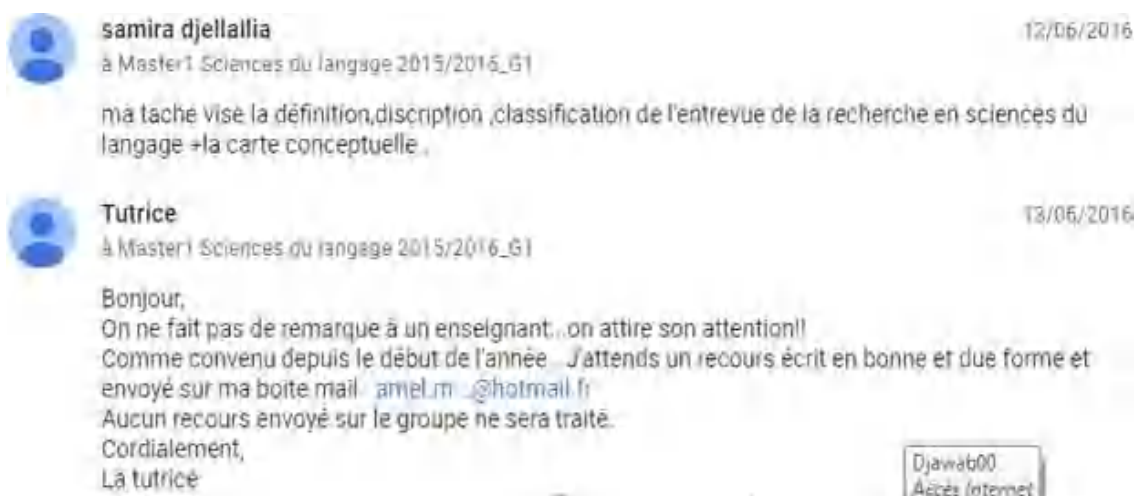 samira djellallia
12/06/2016
à Master1 Sciences du langage 2015/2016_G1
ma tache vise la définition,discription ,classification de l'entrevue de la recherche en sciences du
langage +la carte conceptuelle .
Tutrice
13/06/2016
à Master1 Sciences du langage 2015/2016_G1
Bonjour,
On ne fait pas de remarque à un enseignant...on attire son attention!!
Comme convenu depuis le début de l'année... J'attends un recours écrit en bonne et due forme et
envoyé sur ma boite mail amel.m...@hotmail.fr
Aucun recours envoyé sur le groupe ne sera traité.
Cordialement,
La tutrice
Djawab00
Accès Internet